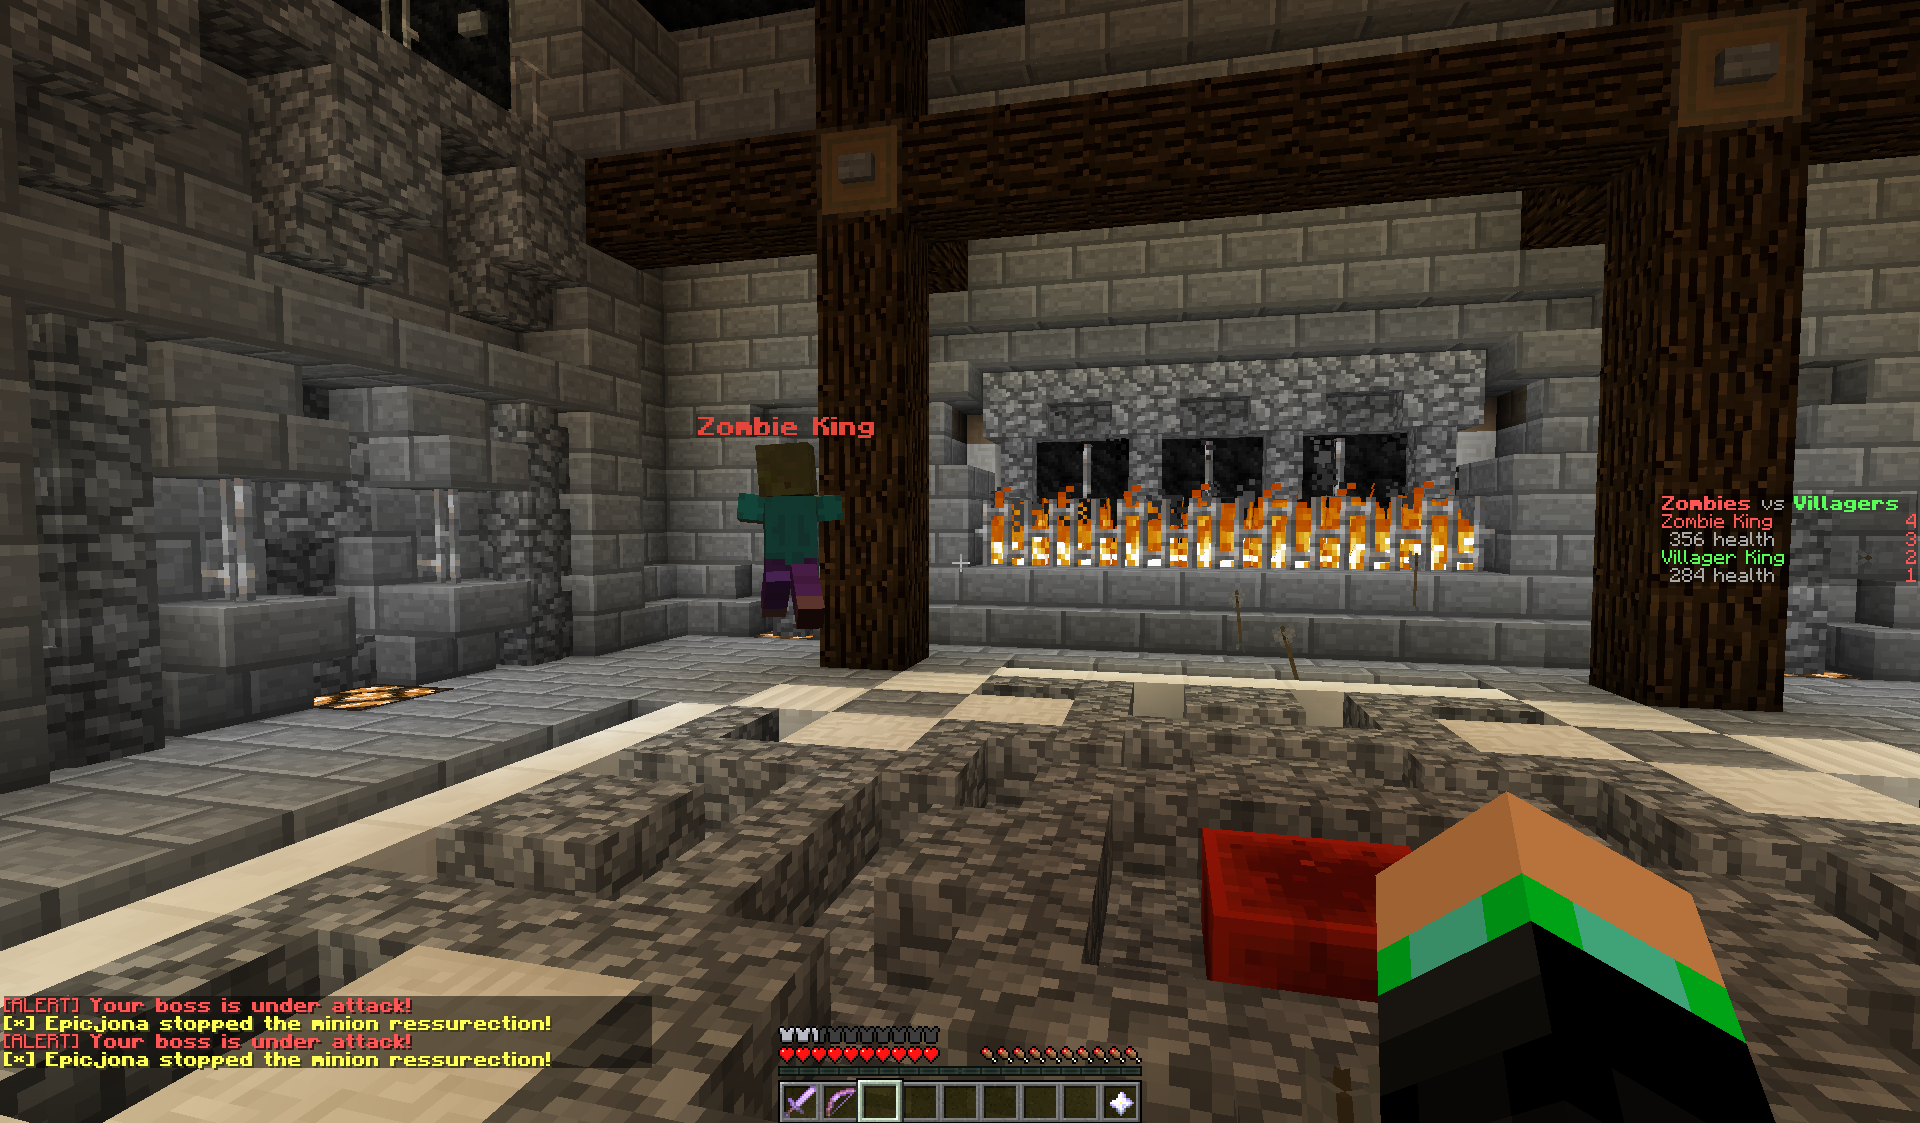 Zombie King
Zombies vs Villagers
Zombie King 4
356 health 3
Villager King 2
284 health 1
[ALERT] Your boss is under attack!
[×] Epicjona stopped the minion ressurection!
[ALERT] Your boss is under attack!
[×] Epicjona stopped the minion ressurection!